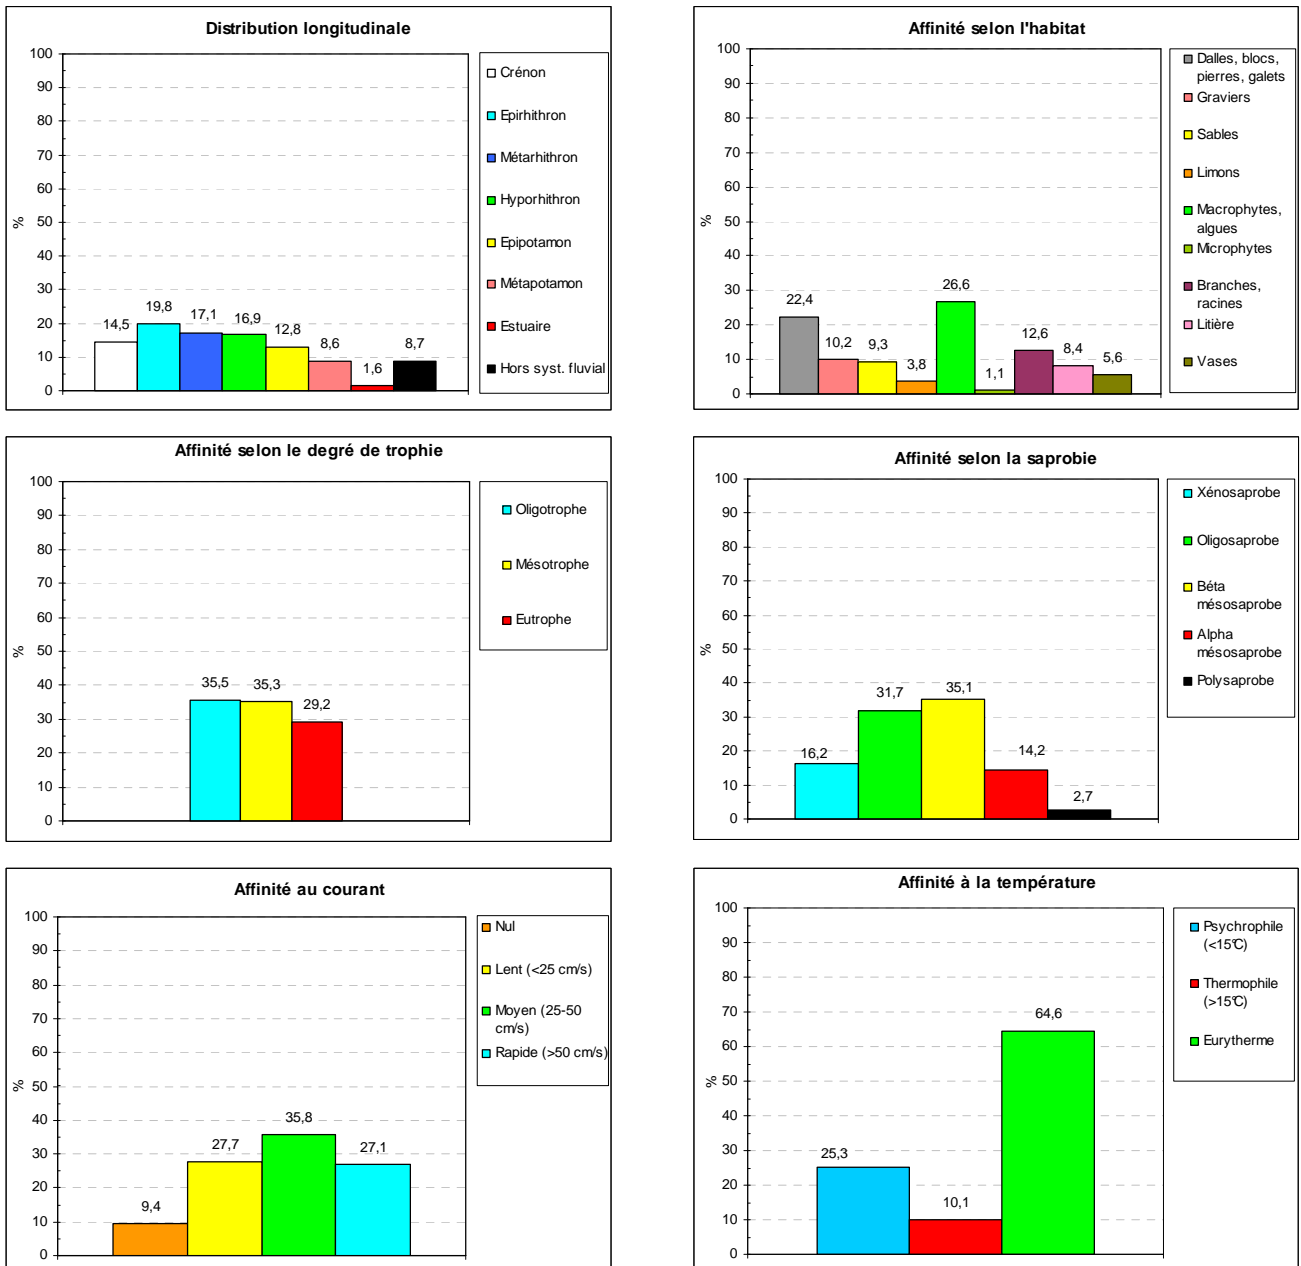 Distribution longitudinale
100
90
80
70
60
50
40
30
20
10
0
%
14,5
19,8
17,1
16,9
12,8
8,6
1,6
8,7
Crénon
Epirhithron
Métarhithron
Hyporhithron
Epipotamon
Métapotamon
Estuaire
Hors syst. fluvial
Affinité selon l'habitat
100
90
80
70
60
50
40
30
20
10
0
%
22,4
10,2
9,3
3,8
26,6
1,1
12,6
8,4
5,6
Dalles, blocs,
pierres, galets
Graviers
Sables
Limons
Macrophytes,
algues
Microphytes
Branches,
racines
Litière
Vases
Affinité selon le degré de trophie
100
90
80
70
60
50
40
30
20
10
0
%
35,5
35,3
29,2
Oligotrophe
Mésotrophe
Eutrophe
Affinité selon la saprobie
100
90
80
70
60
50
40
30
20
10
0
%
16,2
31,7
35,1
14,2
2,7
Xénosaprobe
Oligosaprobe
Béta
mésosaprobe
Alpha
mésosaprobe
Polysaprobe
Affinité au courant
100
90
80
70
60
50
40
30
20
10
0
%
9,4
27,7
35,8
27,1
Nul
Lent (<25 cm/s)
Moyen (25-50
cm/s)
Rapide (>50 cm/s)
Affinité à la température
100
90
80
70
60
50
40
30
20
10
0
%
25,3
10,1
64,6
Psychrophile
(<15°C)
Thermophile
(>15°C)
Eurytherme